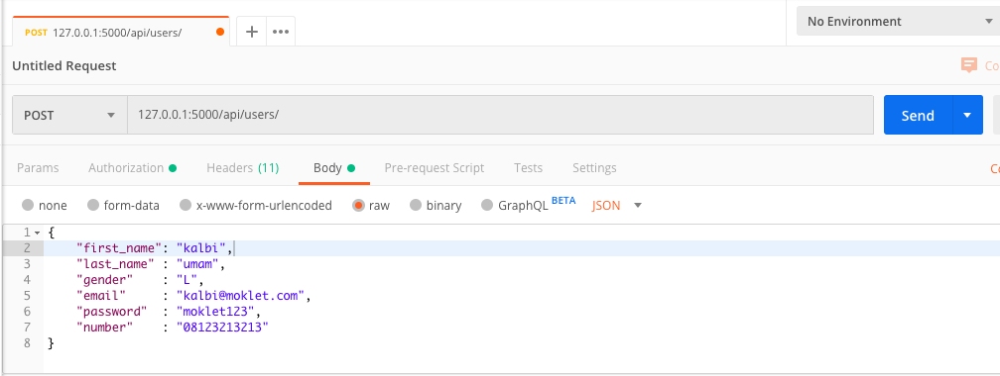 POST 127.0.0.1:5000/api/users/
No Environment
Untitled Request
POST 127.0.0.1:5000/api/users/ Send
Params Authorization Headers (11) Body Pre-request Script Tests Settings
none form-data x-www-form-urlencoded raw binary GraphQL BETA JSON
1 {
2 "first_name": "kalbi",
3 "last_name" : "umam",
4 "gender" : "L",
5 "email" : "kalbi@moklet.com",
6 "password" : "moklet123",
7 "number" : "08123213213"
8 }